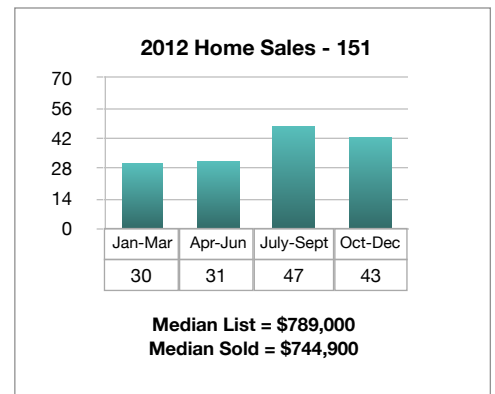 2012 Home Sales - 151
70
56
42
28
14
0
Jan-Mar Apr-Jun July-Sept Oct-Dec
30 31 47 43
Median List = $789,000
Median Sold = $744,900